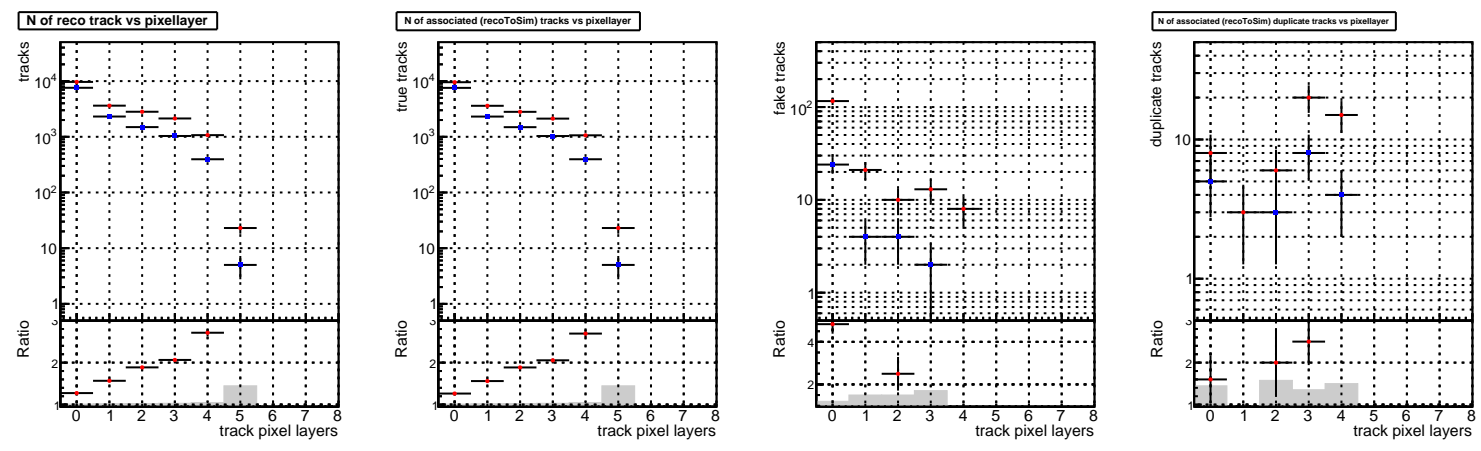 N of reco track vs pixellayer
tracks
10^4
10^3
10^2
10
1
Ratio
3
2
1
0 1 2 3 4 5 6 7 8
track pixel layers
N of associated (recoToSim) tracks vs pixellayer
true tracks
10^4
10^3
10^2
10
1
Ratio
3
2
1
0 1 2 3 4 5 6 7 8
track pixel layers
fake tracks
10^2
10
1
Ratio
4
2
0 1 2 3 4 5 6 7 8
track pixel layers
N of associated (recoToSim) duplicate tracks vs pixellayer
duplicate tracks
10
1
Ratio
3
2
1
0 1 2 3 4 5 6 7 8
track pixel layers